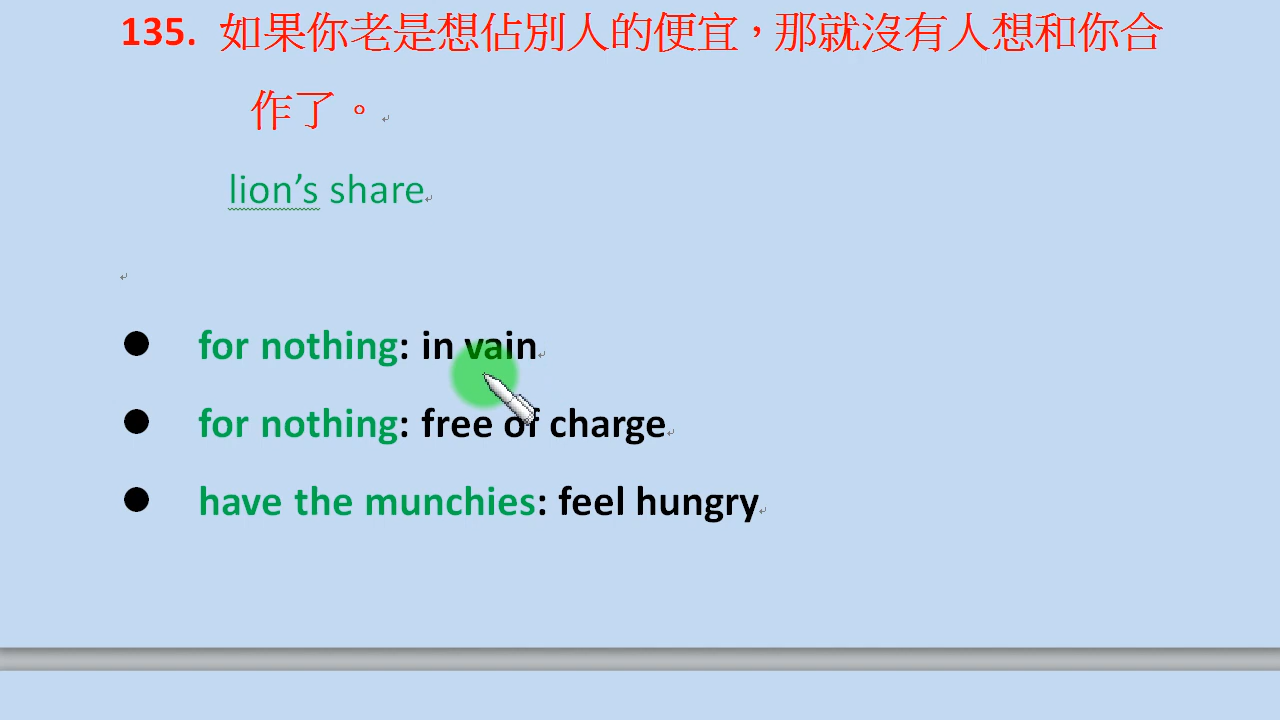 135. 如果你老是想佔別人的便宜，那就沒有人想和你合
作了。
lion’s share
● for nothing: in vain
● for nothing: free of charge
● have the munchies: feel hungry